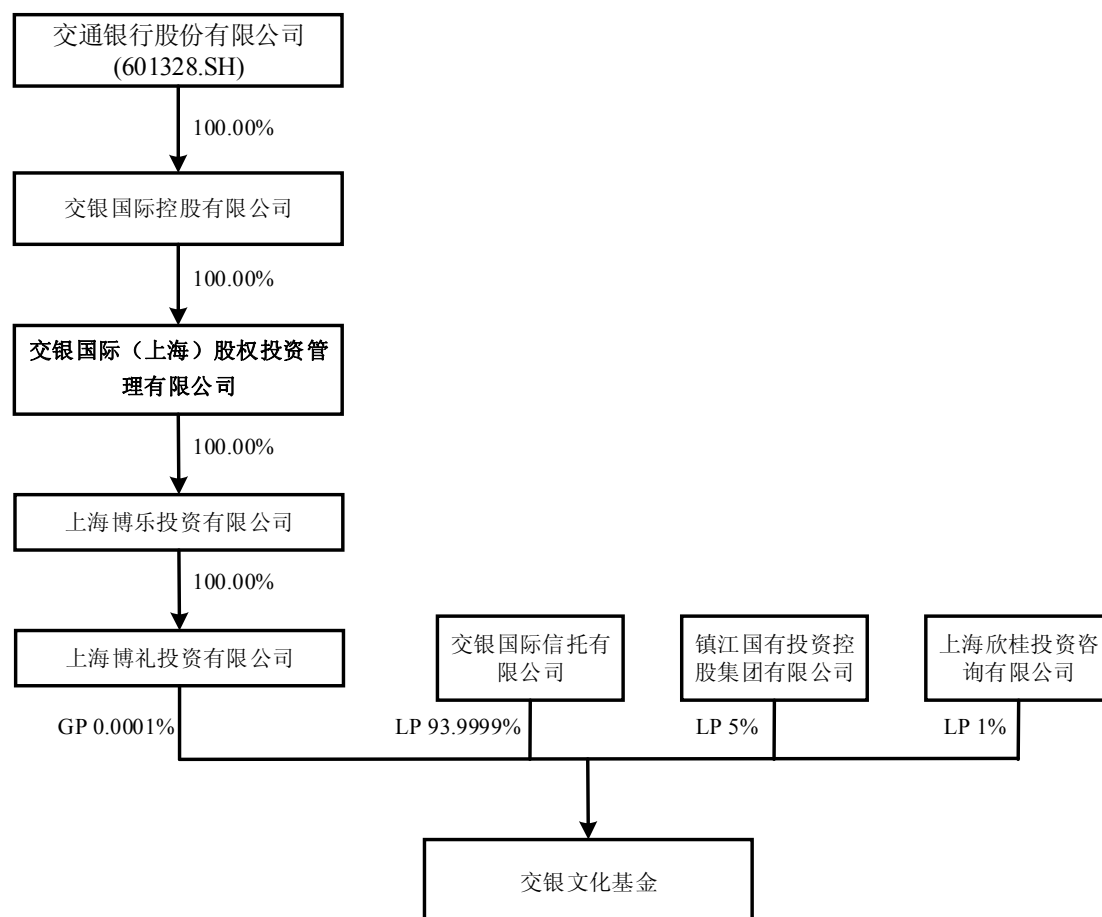 交通银行股份有限公司
(601328.SH)
100.00%
交银国际控股有限公司
100.00%
交银国际（上海）股权投资管
理有限公司
100.00%
上海博乐投资有限公司
100.00%
上海博礼投资有限公司
交银国际信托有
限公司
镇江国有投资控
股集团有限公司
上海欣桂投资咨
询有限公司
GP 0.0001%
LP 93.9999%
LP 5%
LP 1%
交银文化基金